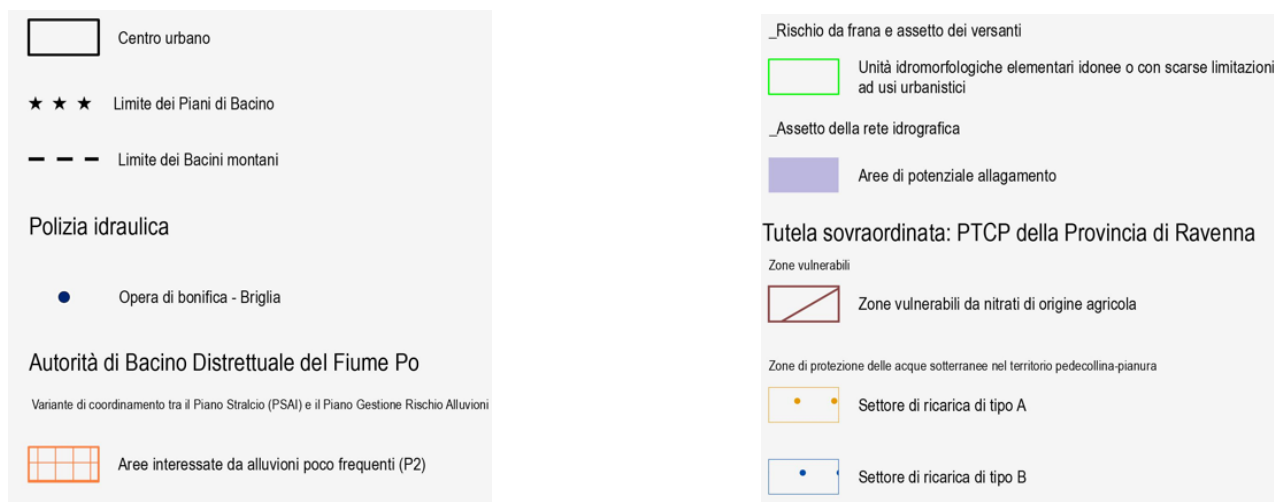 Centro urbano
Limite dei Piani di Bacino
Limite dei Bacini montani
Polizia idraulica
Opera di bonifica - Briglia
Autorità di Bacino Distrettuale del Fiume Po
Variante di coordinamento tra il Piano Stralcio (PSAI) e il Piano Gestione Rischio Alluvioni
Aree interessate da alluvioni poco frequenti (P2)
_Rischio da frana e assetto dei versanti
Unità idromorfologiche elementari idonee o con scarse limitazioni
ad usi urbanistici
_Assetto della rete idrografica
Aree di potenziale allagamento
Tutela sovraordinata: PTCP della Provincia di Ravenna
Zone vulnerabili
Zone vulnerabili da nitrati di origine agricola
Zone di protezione delle acque sotterranee nel territorio pedecollina-pianura
Settore di ricarica di tipo A
Settore di ricarica di tipo B